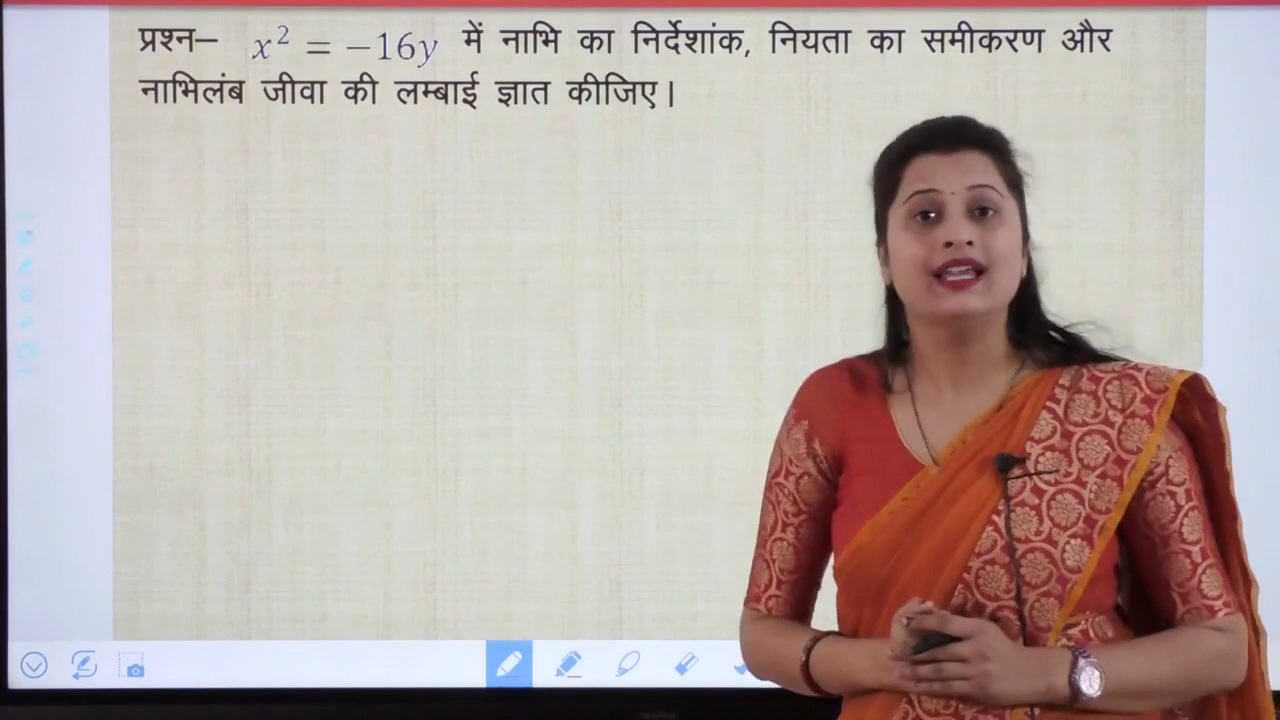 प्रश्न– x² = −16y में नाभि का निर्देशांक, नियता का समीकरण और
नाभिलंब जीवा की लम्बाई ज्ञात कीजिए।